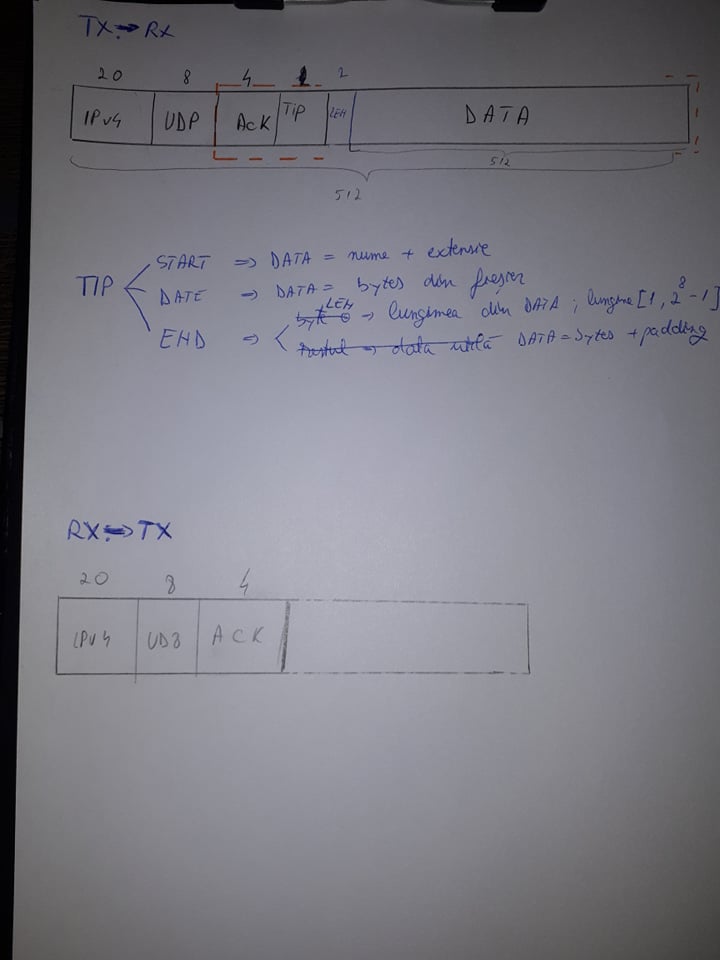 TX => RX
20 8 4 1 2
IPv4 UDP ACK TIP LEN DATA
512
512
START => DATA = nume + extensie
TIP DATE => DATA = bytes din fișier
LEN -> lungimea din DATA ; lungime [1, 2^8 - 1]
END => restul => data utilă DATA = bytes + padding
RX => TX
20 8 4
IPv4 UD8 ACK